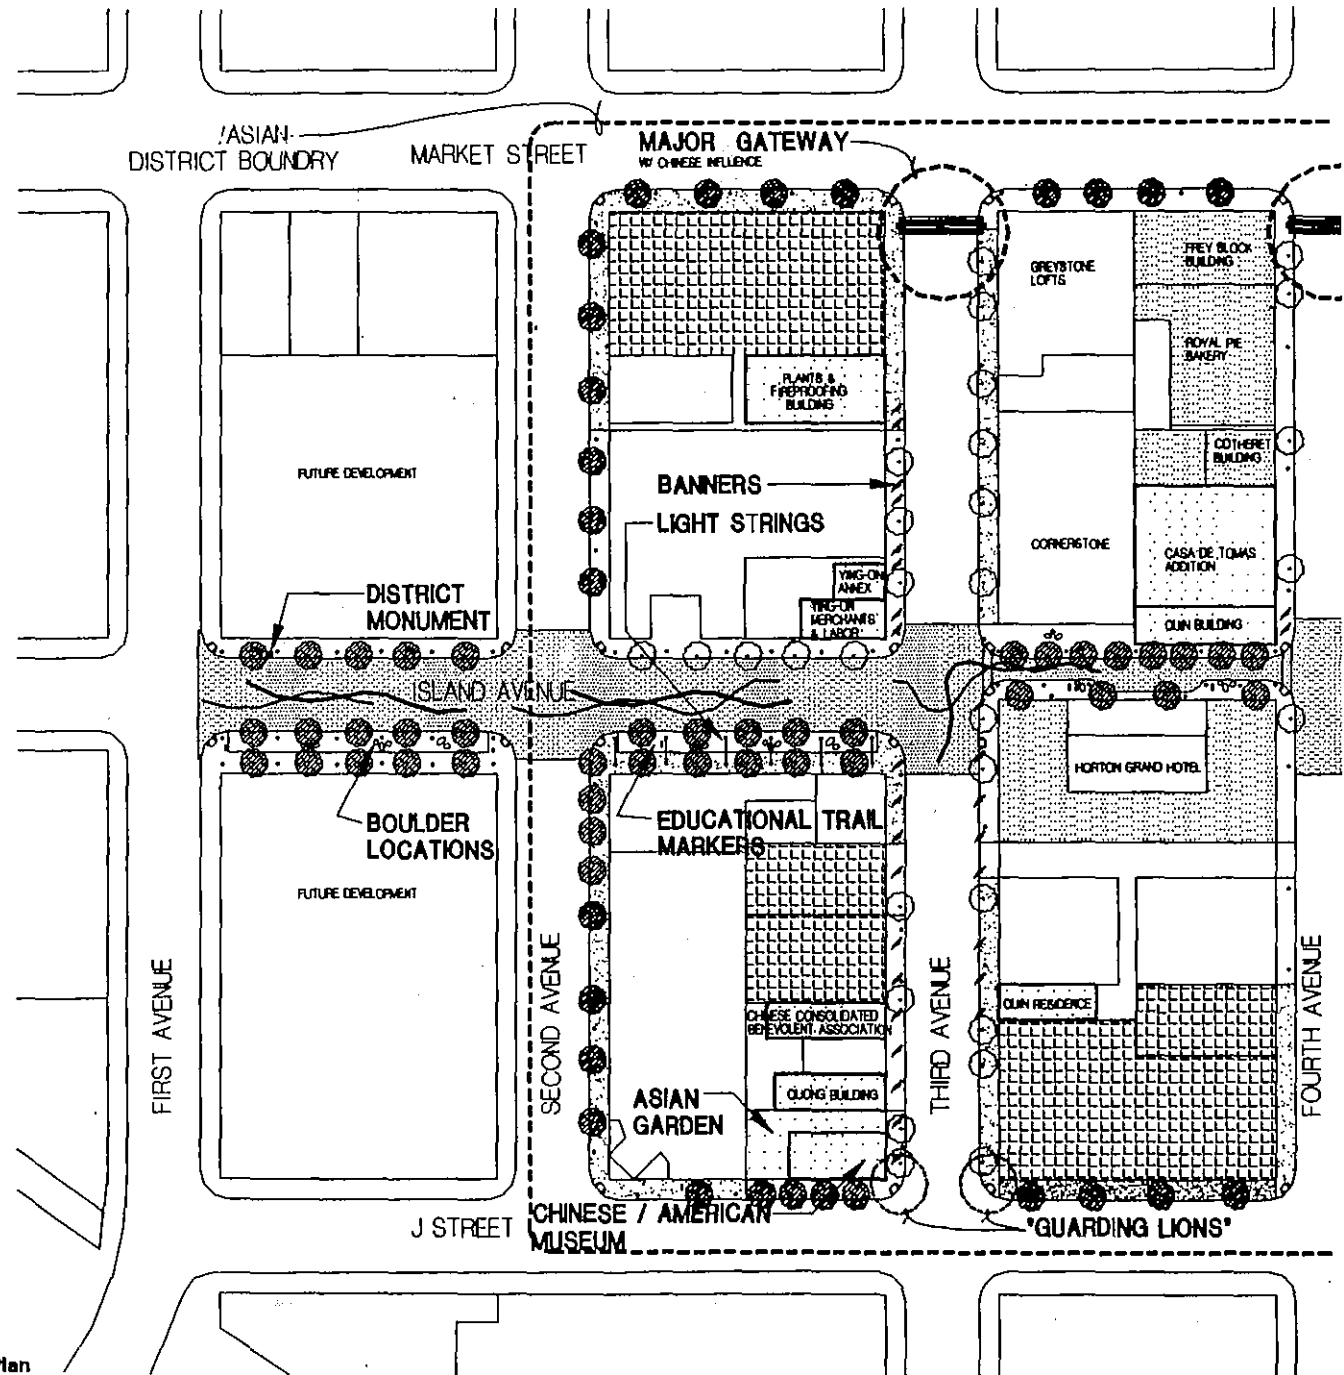 /ASIAN
DISTRICT BOUNDRY
MARKET STREET
MAJOR GATEWAY
W/ CHINESE INFLUENCE
GREYSTONE
LOFTS
FREY BLOCK
BUILDING
ROYAL PIE
BAKERY
PLANTS &
FIREPROOFING
BUILDING
COTHERET
BUILDING
FUTURE DEVELOPMENT
BANNERS
LIGHT STRINGS
CORNERSTONE
CASA DE TOMAS
ADDITION
YING-ON
ANNEX
YING-ON
MERCHANTS
& LABOR
QUIN BUILDING
DISTRICT
MONUMENT
ISLAND AVENUE
HORTON GRAND HOTEL
BOULDER
LOCATIONS
EDUCATIONAL TRAIL
MARKERS
FUTURE DEVELOPMENT
FIRST AVENUE
SECOND AVENUE
THIRD AVENUE
FOURTH AVENUE
QUIN RESIDENCE
CHINESE CONSOLIDATED
BENEVOLENT ASSOCIATION
QUONG BUILDING
ASIAN
GARDEN
J STREET
CHINESE / AMERICAN
MUSEUM
"GUARDING LIONS"